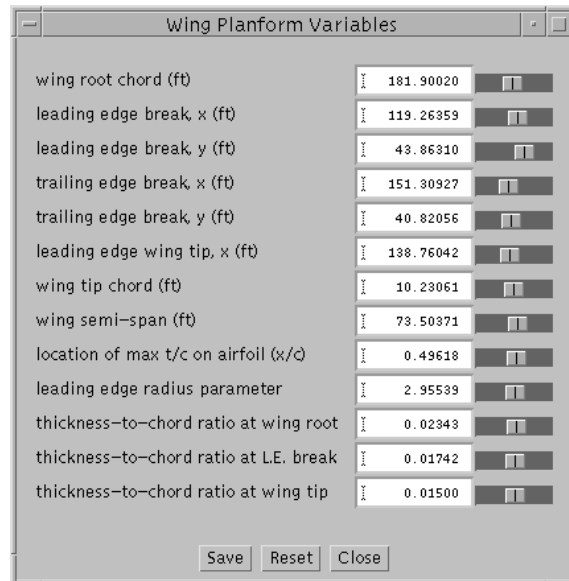 Wing Planform Variables
wing root chord (ft) 181.90020
leading edge break, x (ft) 119.26359
leading edge break, y (ft) 43.86310
trailing edge break, x (ft) 151.30927
trailing edge break, y (ft) 40.82056
leading edge wing tip, x (ft) 138.76042
wing tip chord (ft) 10.23061
wing semi-span (ft) 73.50371
location of max t/c on airfoil (x/c) 0.49618
leading edge radius parameter 2.95539
thickness-to-chord ratio at wing root 0.02343
thickness-to-chord ratio at L.E. break 0.01742
thickness-to-chord ratio at wing tip 0.01500
Save Reset Close